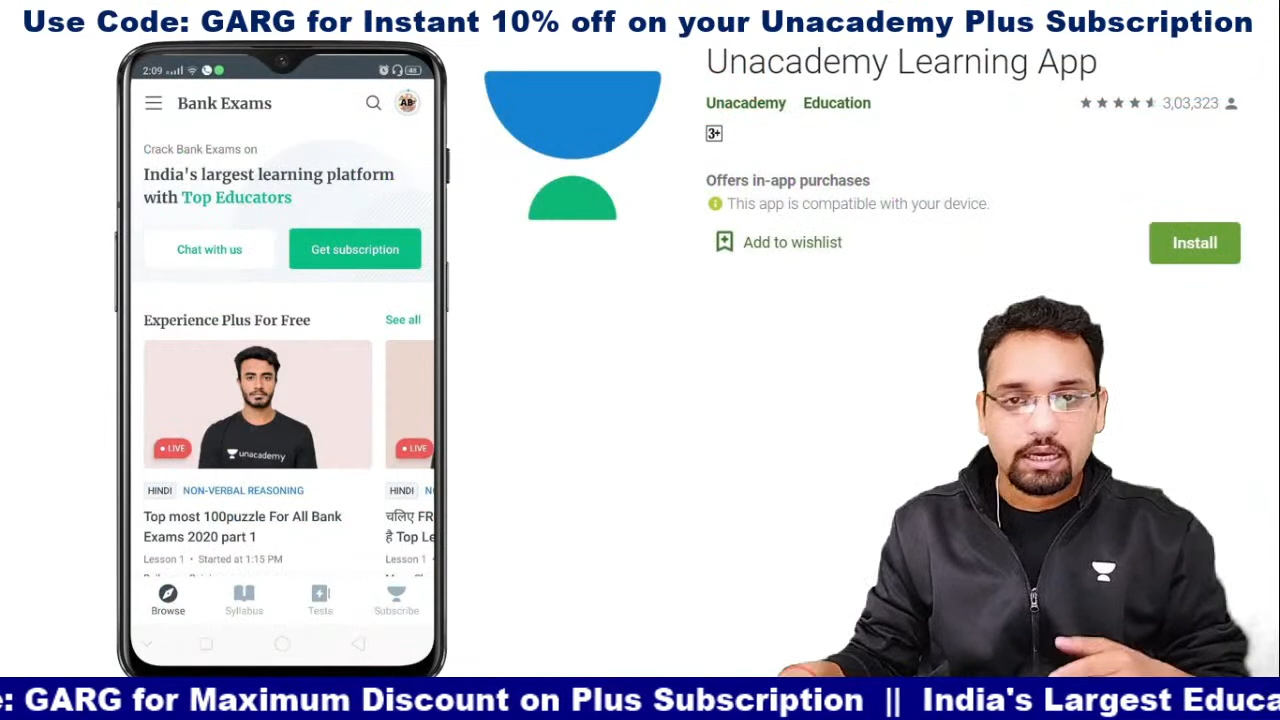 Use Code: GARG for Instant 10% off on your Unacademy Plus Subscription
2:09
48
Bank Exams
AB
Crack Bank Exams on
India's largest learning platform
with Top Educators
Chat with us
Get subscription
Experience Plus For Free
See all
LIVE
unacademy
LIVE
HINDI NON-VERBAL REASONING
Top most 100puzzle For All Bank
Exams 2020 part 1
Lesson 1 • Started at 1:15 PM
HINDI N
चलिए FR
है Top Le
Lesson 1 •
Browse
Syllabus
Tests
Subscribe
Unacademy Learning App
Unacademy Education
3,03,323
3+
Offers in-app purchases
This app is compatible with your device.
Add to wishlist
Install
e: GARG for Maximum Discount on Plus Subscription || India's Largest Educa